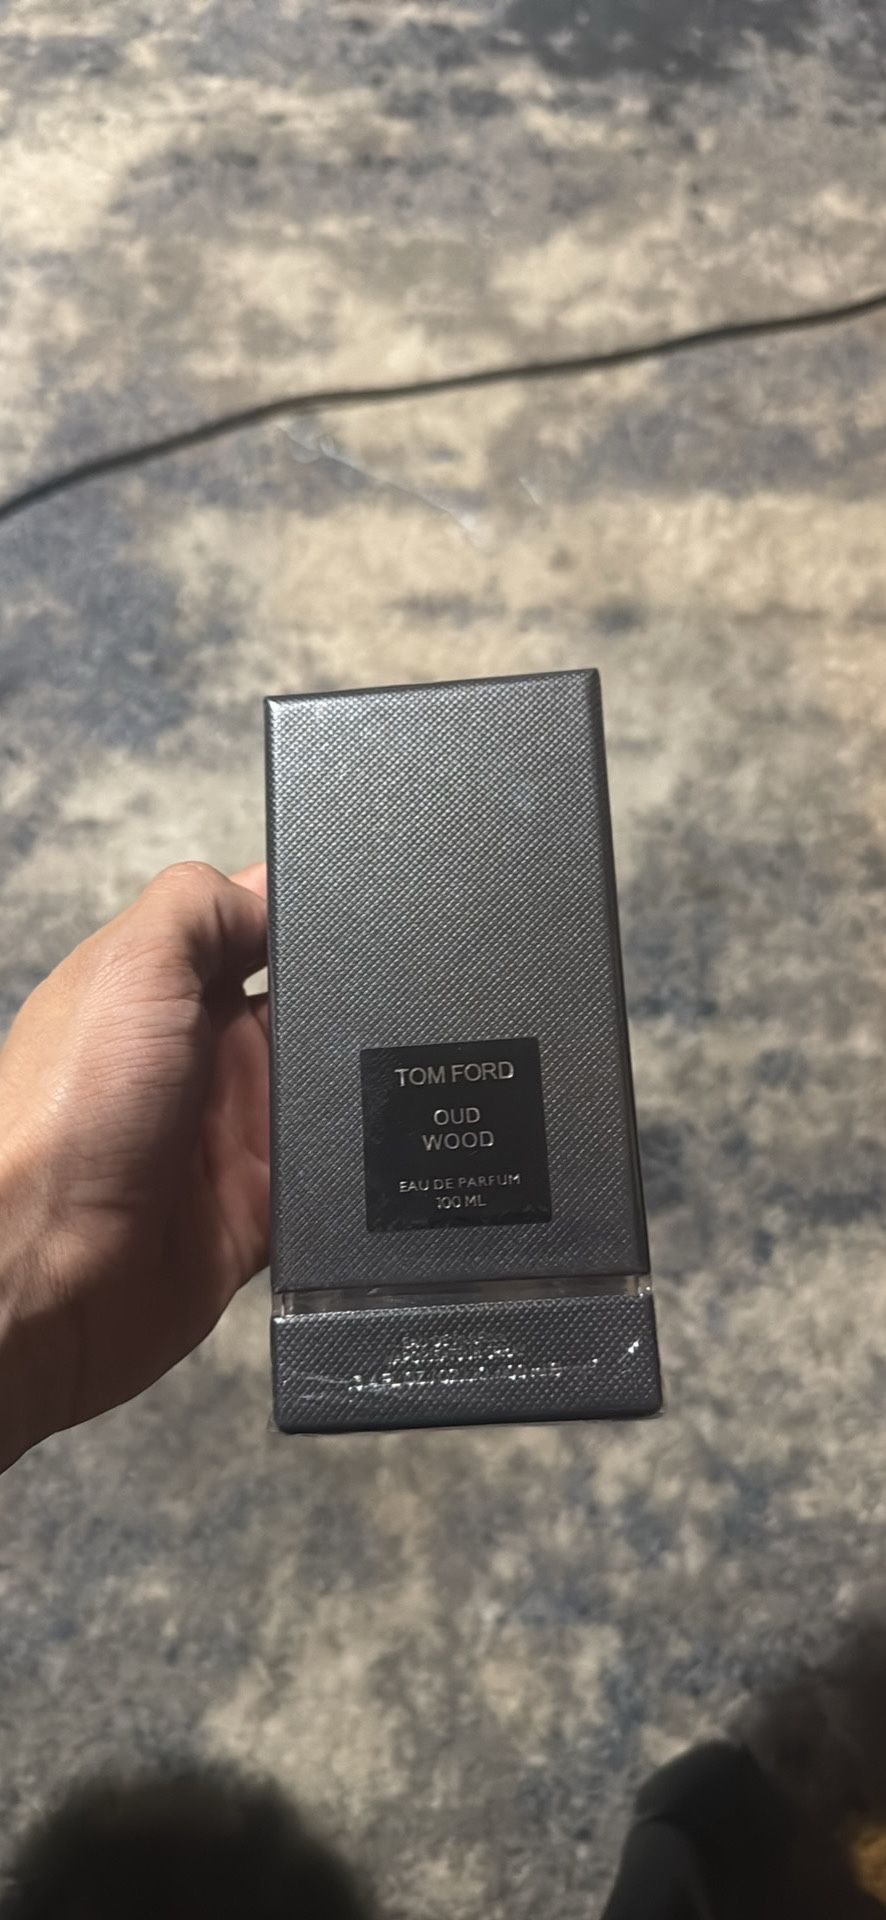 TOM FORD
OUD
WOOD
EAU DE PARFUM
100 ML